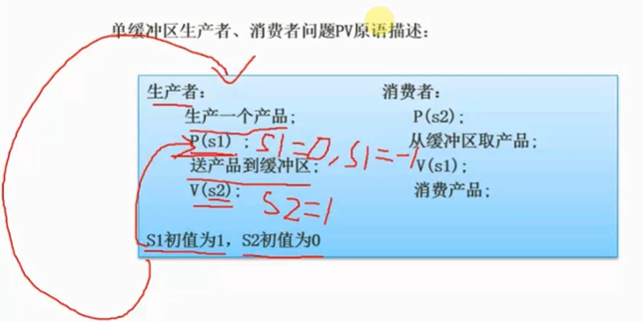 单缓冲区生产者、消费者问题PV原语描述:
生产者:
生产一个产品;
P(s1) ; S1=0,S1=-1
送产品到缓冲区;
V(s2); S2=1
S1初值为1, S2初值为0
消费者:
P(s2);
从缓冲区取产品;
V(s1);
消费产品;